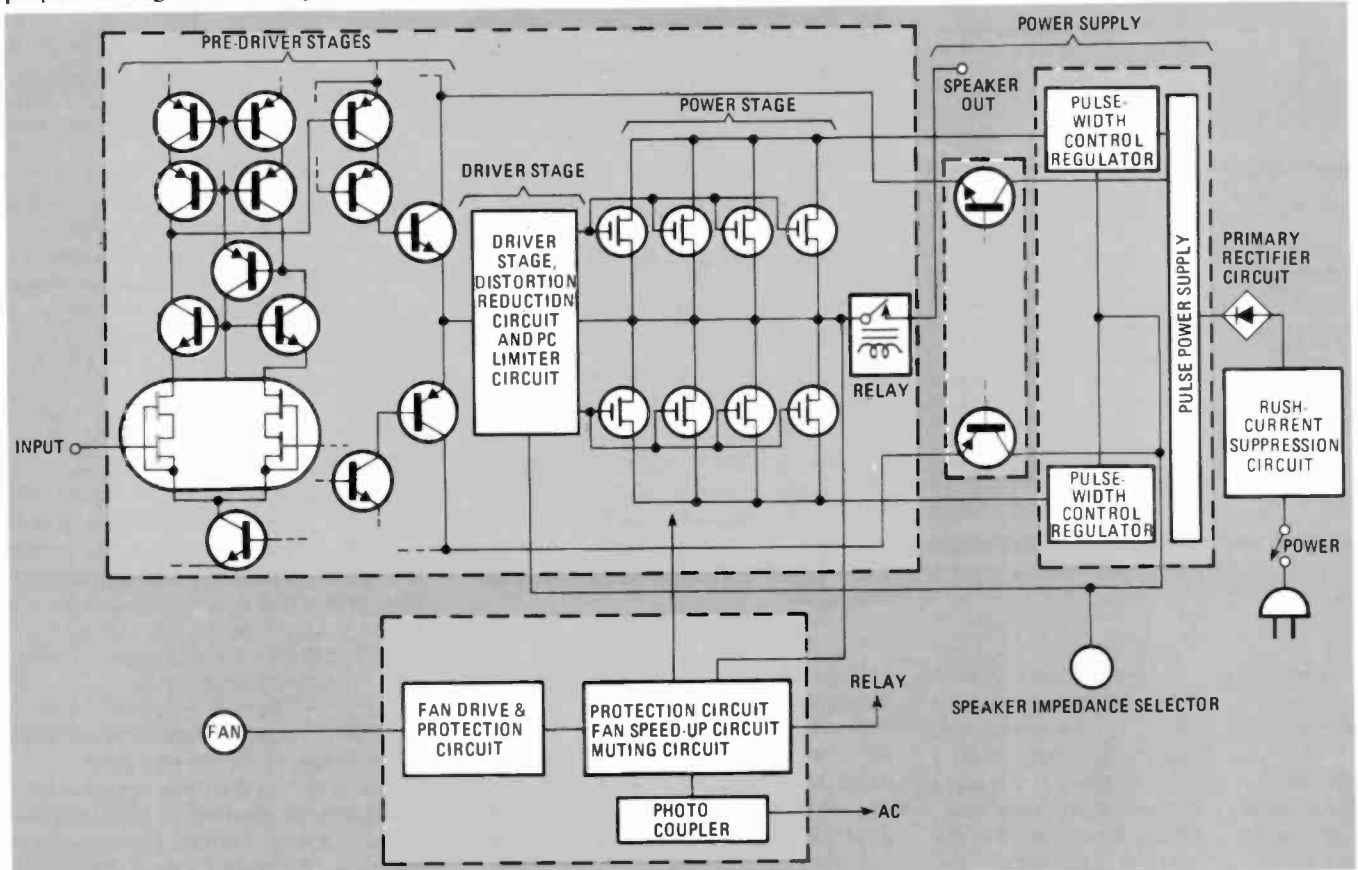 POWER SUPPLY
PRE-DRIVER STAGES
SPEAKER
OUT
POWER STAGE
PULSE-
WIDTH
CONTROL
REGULATOR
DRIVER STAGE
DRIVER
STAGE,
DISTORTION
REDUCTION
CIRCUIT
AND PC
LIMITER
CIRCUIT
PULSE POWER SUPPLY
PRIMARY
RECTIFIER
CIRCUIT
RELAY
INPUT
RUSH-
CURRENT
SUPPRESSION
CIRCUIT
PULSE-
WIDTH
CONTROL
REGULATOR
POWER
SPEAKER IMPEDANCE SELECTOR
FAN
FAN DRIVE &
PROTECTION
CIRCUIT
PROTECTION CIRCUIT
FAN SPEED-UP CIRCUIT
MUTING CIRCUIT
RELAY
PHOTO
COUPLER
AC